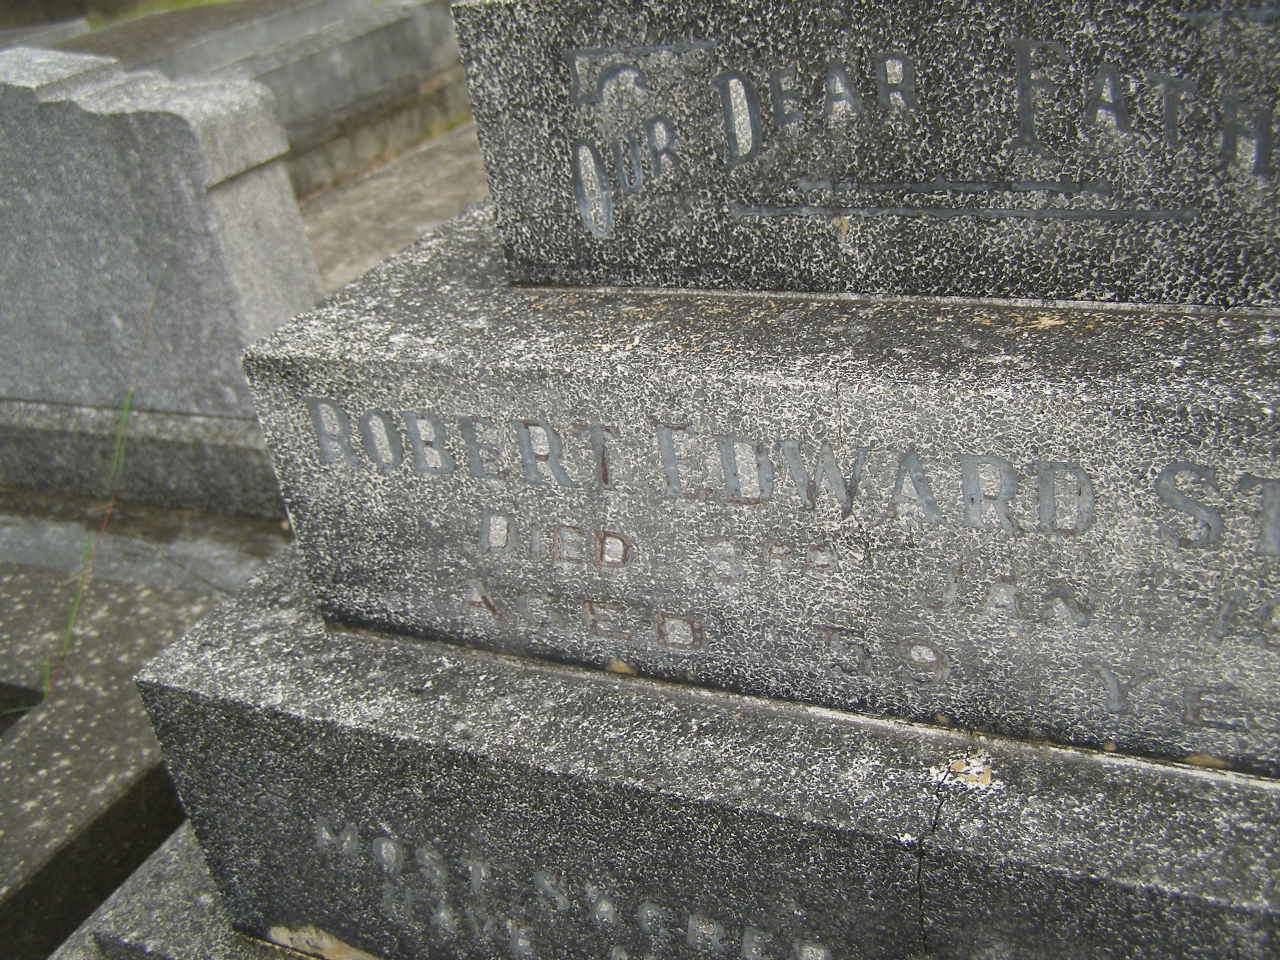 OUR DEAR FATH
ROBERT EDWARD ST
DIED 3RD JAN
AGED 59 YE
MOST SACRED
HAVE